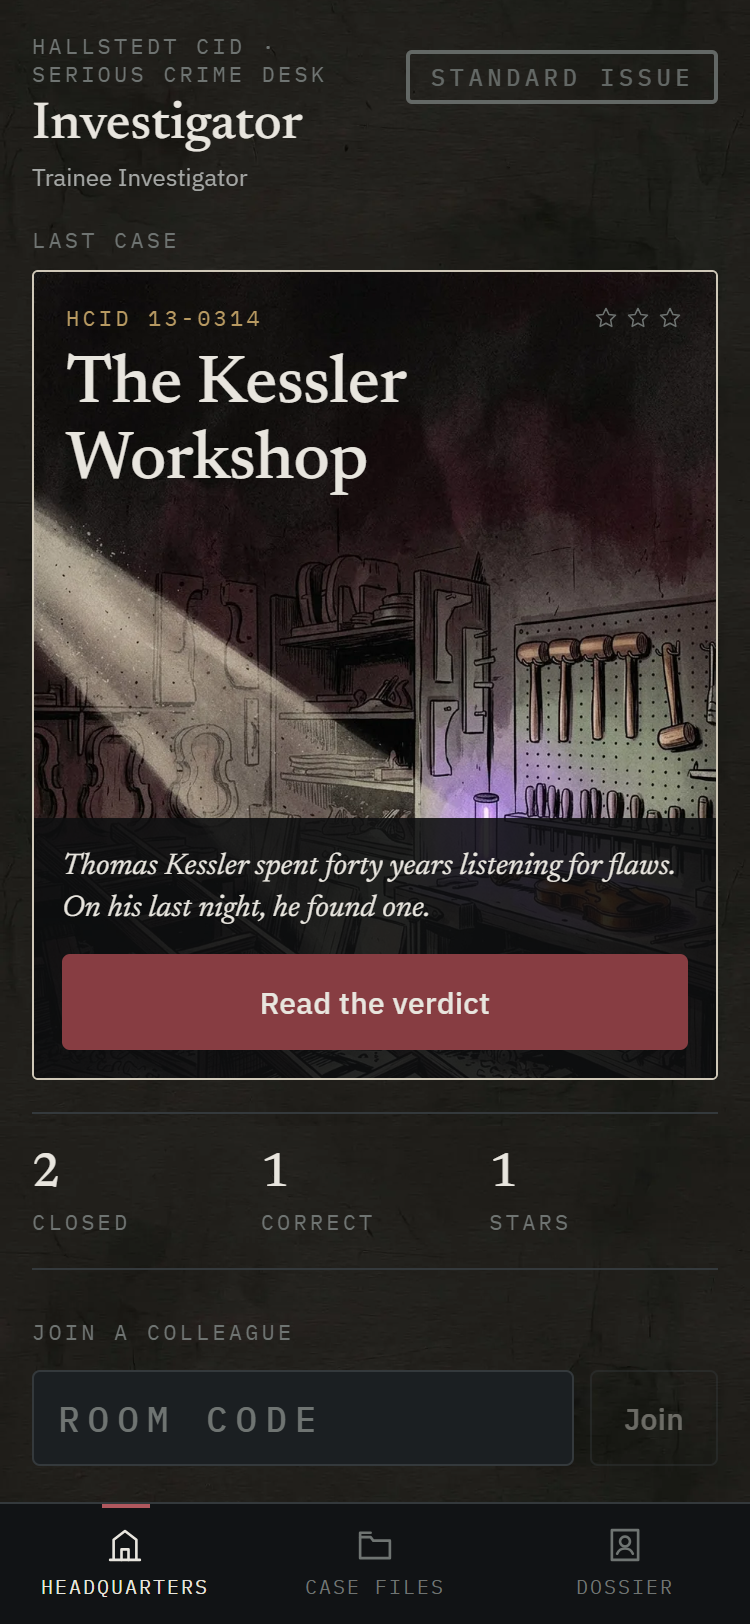 HALLSTEDT CID ·
SERIOUS CRIME DESK
STANDARD ISSUE
Investigator
Trainee Investigator
LAST CASE
HCID 13-0314
The Kessler
Workshop
Thomas Kessler spent forty years listening for flaws.
On his last night, he found one.
Read the verdict
2 1 1
CLOSED CORRECT STARS
JOIN A COLLEAGUE
ROOM CODE Join
HEADQUARTERS CASE FILES DOSSIER